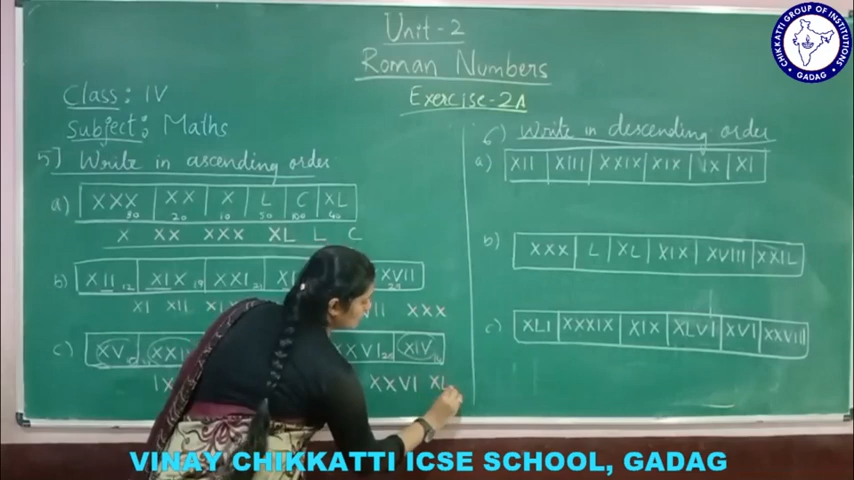 Unit-2
Roman Numbers
Exercise-2A
Class: IV
Subject: Maths
5] Write in ascending order
a) XXX 30 XX 20 X 10 L 50 C 100 XL 40
X XX XXX XL L C
b) XII 12 XIX 19 XXI 21 XVII
XI XII XXX
c) XV XXI XXVI XIV
IX XXVI XL
6) Write in descending order
a) XII XIII XXIX XIX IX XI
b) XXX L XL XIX XVIII XXIL
c) XLI XXXIX XIX XLVI XVI XXVIII
CHIKKATTI GROUP OF INSTITUTIONS
GADAG
VINAY CHIKKATTI ICSE SCHOOL, GADAG